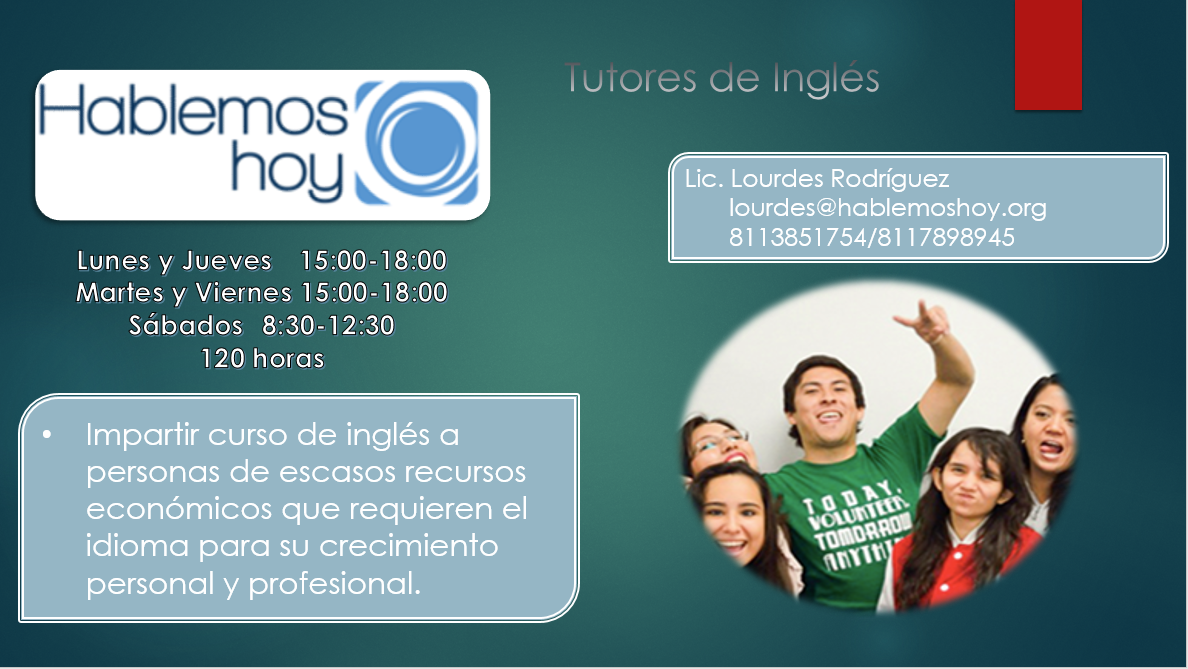 Tutores de Inglés
Hablemos
hoy
Lic. Lourdes Rodríguez
lourdes@hablemoshoy.org
8113851754/8117898945
Lunes y Jueves 15:00-18:00
Martes y Viernes 15:00-18:00
Sábados 8:30-12:30
120 horas
• Impartir curso de inglés a
personas de escasos recursos
económicos que requieren el
idioma para su crecimiento
personal y profesional.
TODAY,
VOLUNTEER,
TOMORROW
ANYTHI